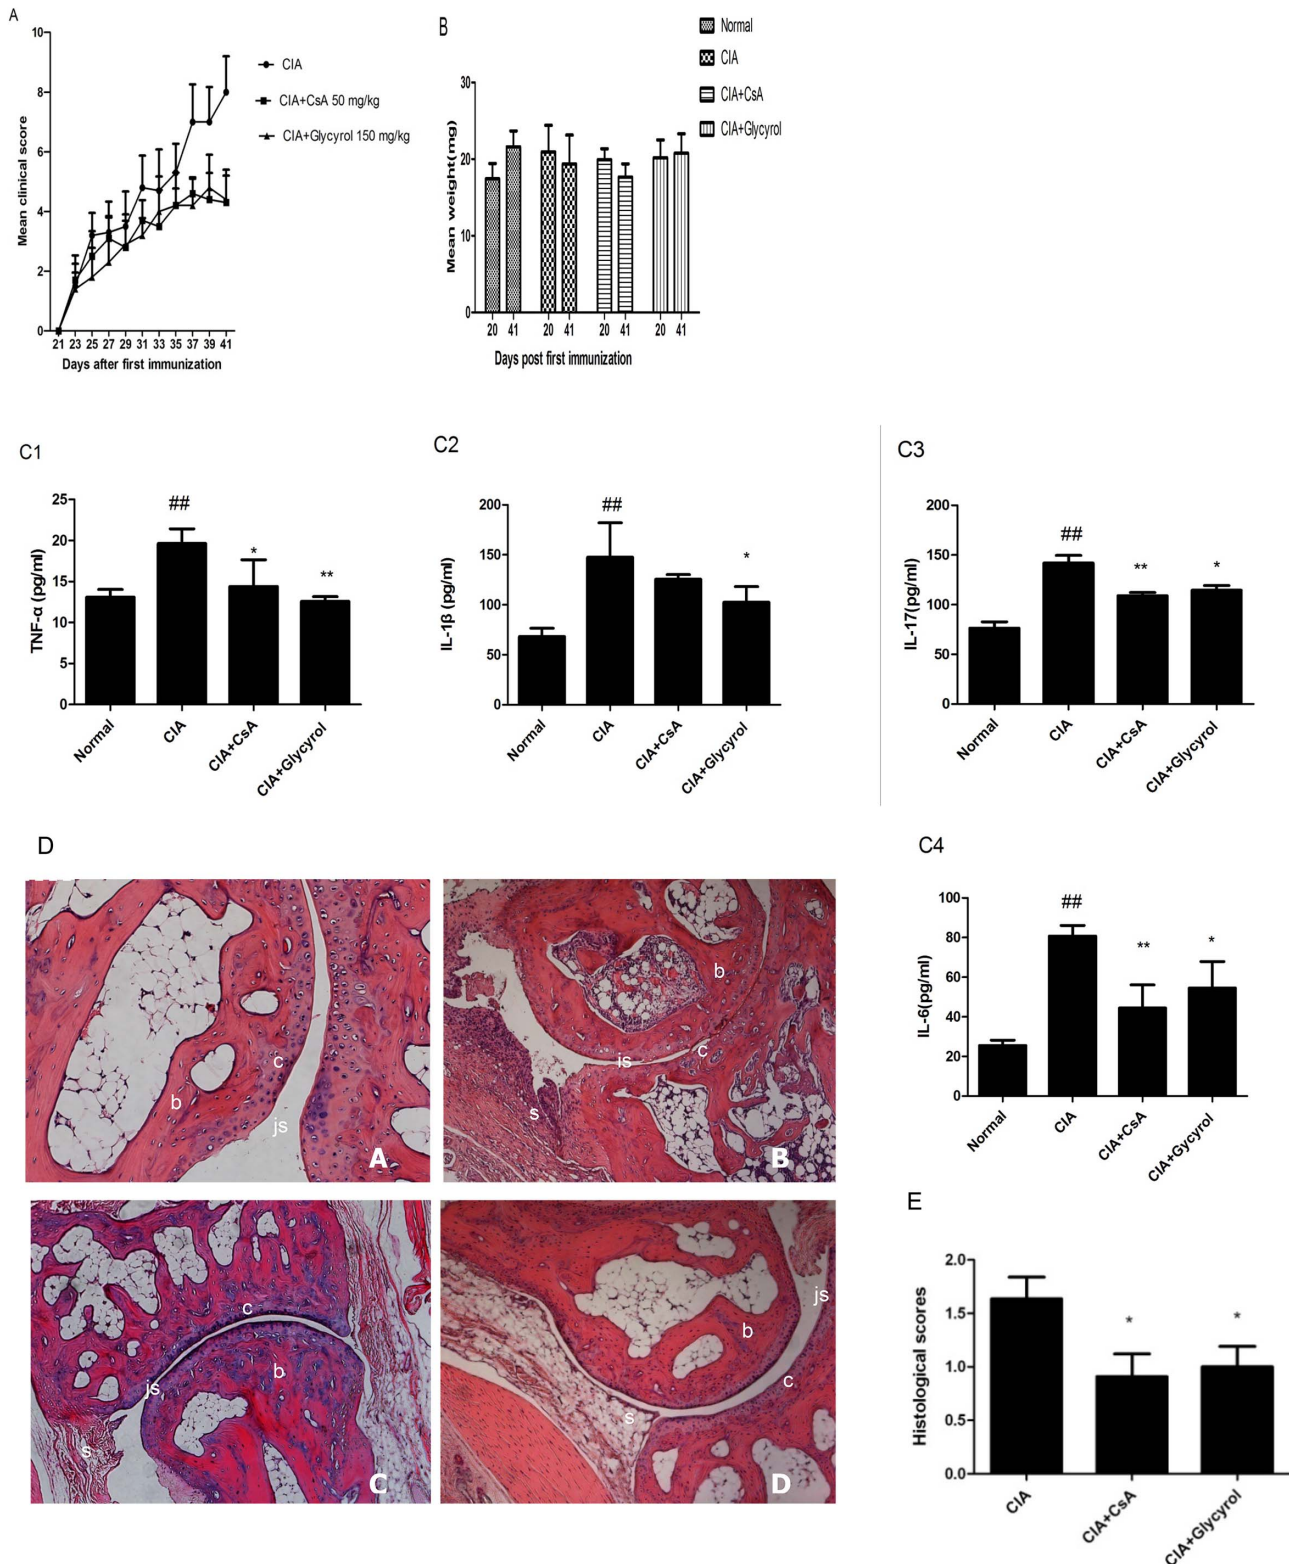 A
10
8
6
4
2
0
Mean clinical score
21 23 25 27 29 31 33 35 37 39 41
Days after first immunization
CIA
CIA+CsA 50 mg/kg
CIA+Glycyrol 150 mg/kg
B
30
20
10
0
Mean weight(mg)
20 41 20 41 20 41 20 41
Days post first immunization
Normal
CIA
CIA+CsA
CIA+Glycyrol
C1
25
20
15
10
5
0
TNF-α (pg/ml)
##
*
**
Normal
CIA
CIA+CsA
CIA+Glycyrol
C2
200
150
100
50
0
IL-1β (pg/ml)
##
*
Normal
CIA
CIA+CsA
CIA+Glycyrol
C3
200
150
100
50
0
IL-17(pg/ml)
##
**
*
Normal
CIA
CIA+CsA
CIA+Glycyrol
D
c
b
js
A
b
js
c
s
B
c
b
js
s
C
js
b
c
s
D
C4
100
80
60
40
20
0
IL-6(pg/ml)
##
**
*
Normal
CIA
CIA+CsA
CIA+Gycyrol
E
2.0
1.5
1.0
0.5
0.0
Histological scores
*
*
CIA
CIA+CsA
CIA+Glycyrol